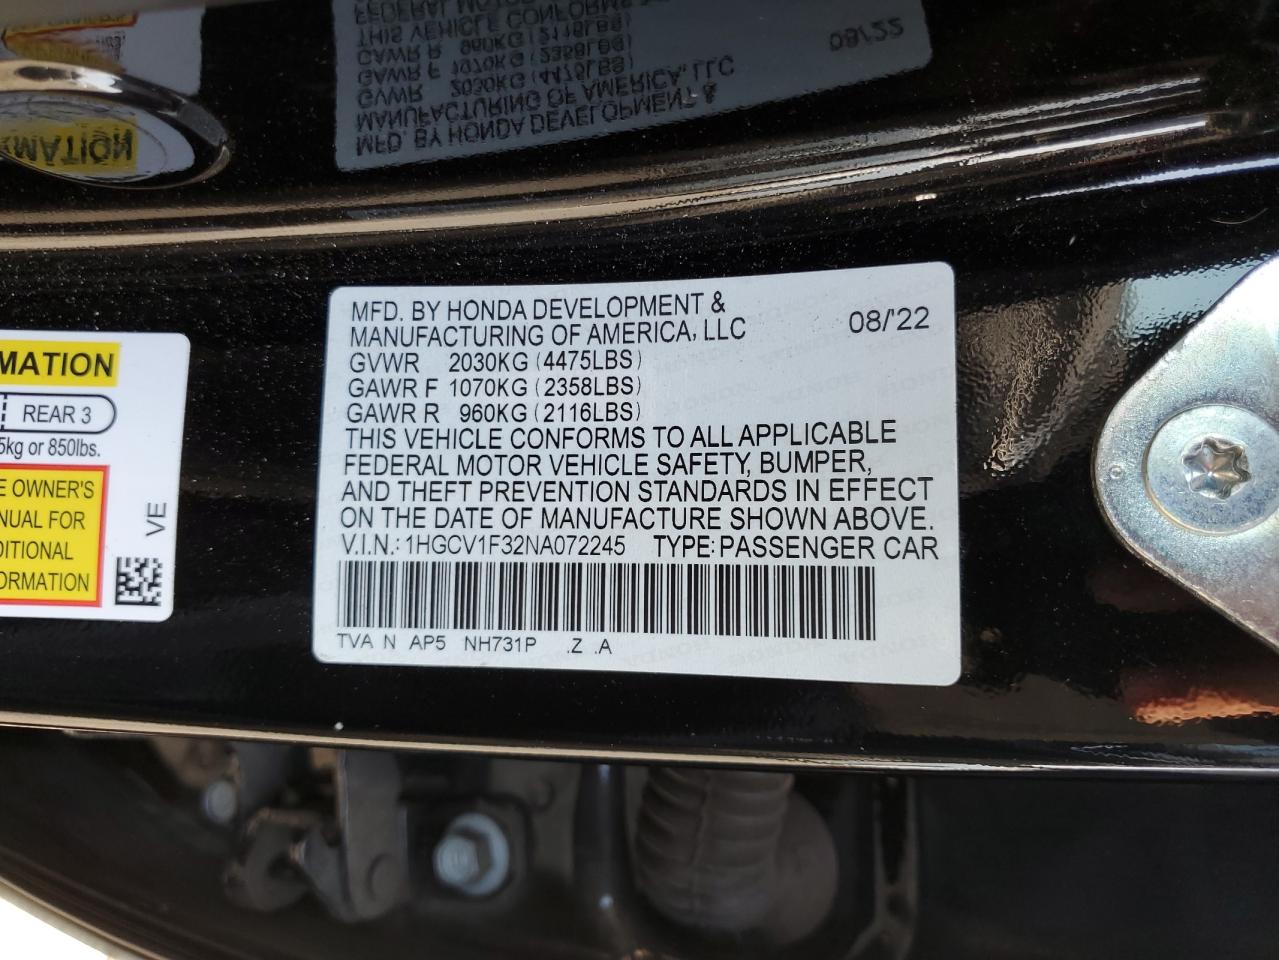 MFD. BY HONDA DEVELOPMENT &
MANUFACTURING OF AMERICA, LLC 08/'22
GVWR 2030KG (4475LBS)
GAWR F 1070KG (2358LBS)
GAWR R 960KG (2116LBS)
THIS VEHICLE CONFORMS TO ALL APPLICABLE
FEDERAL MOTOR VEHICLE SAFETY, BUMPER,
AND THEFT PREVENTION STANDARDS IN EFFECT
ON THE DATE OF MANUFACTURE SHOWN ABOVE.
V.I.N.: 1HGCV1F32NA072245 TYPE: PASSENGER CAR
TVA N AP5 NH731P .Z .A
MATION
REAR 3
5kg or 850lbs.
E OWNER'S
NUAL FOR
DITIONAL
ORMATION
VE